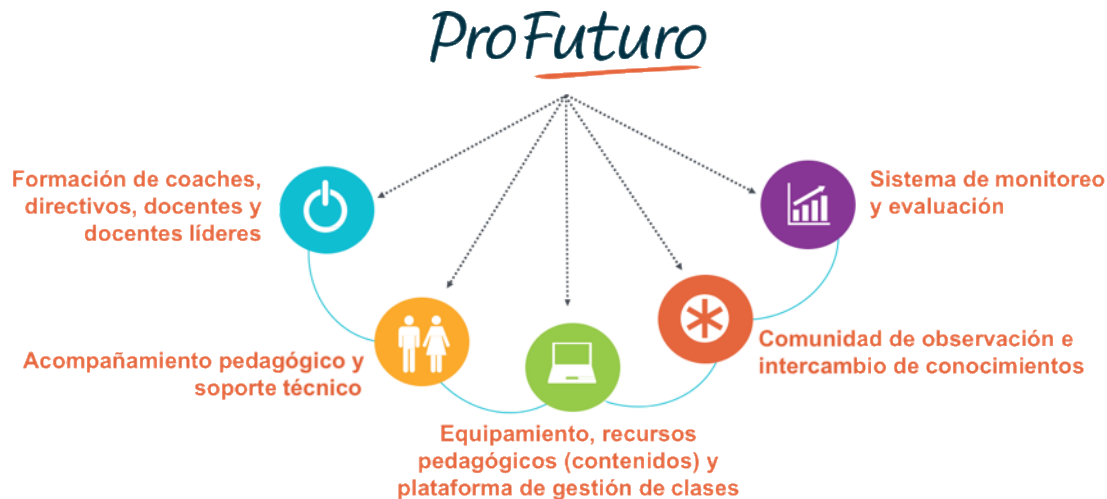 ProFuturo
Formación de coaches,
directivos, docentes y
docentes líderes
Acompañamiento pedagógico y
soporte técnico
Equipamiento, recursos
pedagógicos (contenidos) y
plataforma de gestión de clases
Comunidad de observación e
intercambio de conocimientos
Sistema de monitoreo
y evaluación